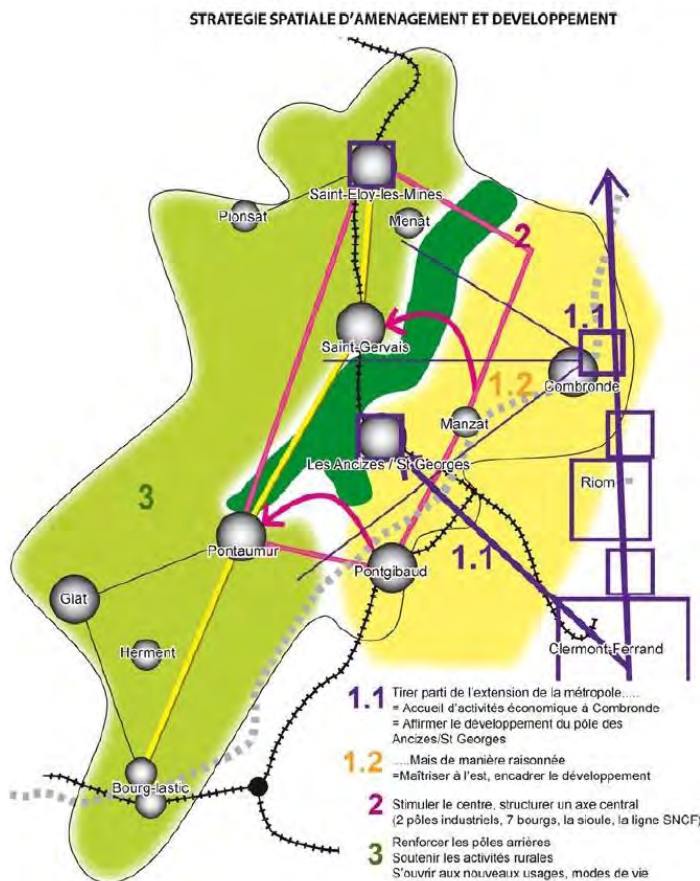 STRATEGIE SPATIALE D'AMENAGEMENT ET DEVELOPPEMENT
Saint-Eloy-les-Mines
Pionsat
Menat
2
1.1
Saint-Gervais
1.2
Combronde
Manzat
Les Ancizes / St Georges
Riom
3
Pontaumur
1.1
Pontgibaud
Giat
Herment
Clermont-Ferrand
Bourg-lastic
1.1 Tirer parti de l'extension de la métropole.....
= Accueil d'activités économique à Combronde
= Affirmer le développement du pôle des
Ancizes/St Georges
1.2 ....Mais de manière raisonnée
=Maîtriser à l'est, encadrer le développement
2 Stimuler le centre, structurer un axe central
(2 pôles industriels, 7 bourgs, la sioule, la ligne SNCF)
3 Renforcer les pôles arrières
Soutenir les activités rurales
S'ouvrir aux nouveaux usages, modes de vie